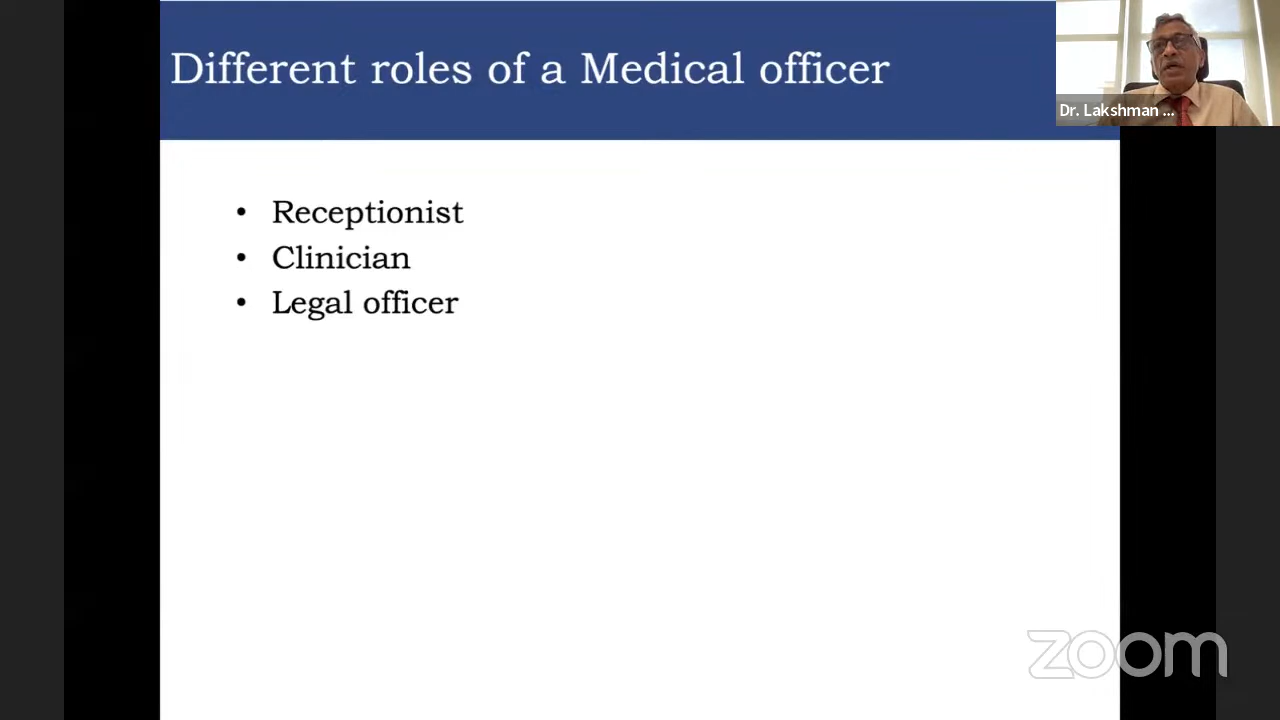 Different roles of a Medical officer
Dr. Lakshman ...
• Receptionist
• Clinician
• Legal officer
zoom